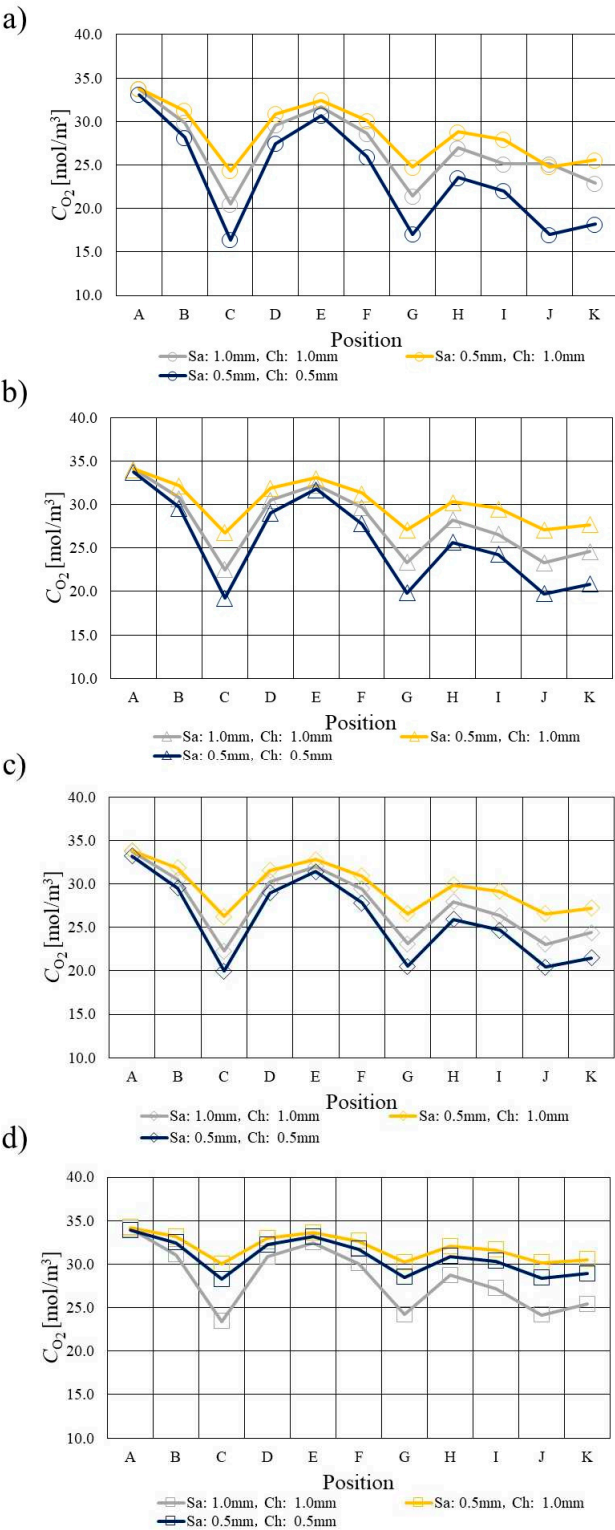 a)
40.0
35.0
30.0
25.0
20.0
15.0
10.0
C_O₂ [mol/m³]
A B C D E F G H I J K
Position
Sa: 1.0mm, Ch: 1.0mm Sa: 0.5mm, Ch: 1.0mm
Sa: 0.5mm, Ch: 0.5mm
b)
40.0
35.0
30.0
25.0
20.0
15.0
10.0
C_O₂ [mol/m³]
A B C D E F G H I J K
Position
Sa: 1.0mm, Ch: 1.0mm Sa: 0.5mm, Ch: 1.0mm
Sa: 0.5mm, Ch: 0.5mm
c)
40.0
35.0
30.0
25.0
20.0
15.0
10.0
C_O₂ [mol/m³]
A B C D E F G H I J K
Position
Sa: 1.0mm, Ch: 1.0mm Sa: 0.5mm, Ch: 1.0mm
Sa: 0.5mm, Ch: 0.5mm
d)
40.0
35.0
30.0
25.0
20.0
15.0
10.0
C_O₂ [mol/m³]
A B C D E F G H I J K
Position
Sa: 1.0mm, Ch: 1.0mm Sa: 0.5mm, Ch: 1.0mm
Sa: 0.5mm, Ch: 0.5mm